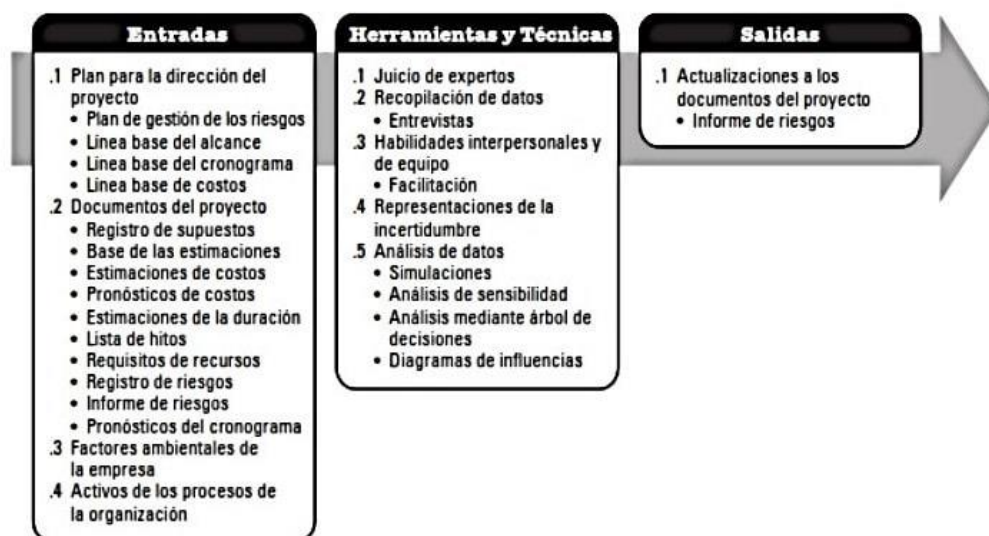 Entradas
.1 Plan para la dirección del
proyecto
• Plan de gestión de los riesgos
• Línea base del alcance
• Línea base del cronograma
• Línea base de costos
.2 Documentos del proyecto
• Registro de supuestos
• Base de las estimaciones
• Estimaciones de costos
• Pronósticos de costos
• Estimaciones de la duración
• Lista de hitos
• Requisitos de recursos
• Registro de riesgos
• Informe de riesgos
• Pronósticos del cronograma
.3 Factores ambientales de
la empresa
.4 Activos de los procesos de
la organización
Herramientas y Técnicas
.1 Juicio de expertos
.2 Recopilación de datos
• Entrevistas
.3 Habilidades interpersonales y
de equipo
• Facilitación
.4 Representaciones de la
incertidumbre
.5 Análisis de datos
• Simulaciones
• Análisis de sensibilidad
• Análisis mediante árbol de
decisiones
• Diagramas de influencias
Salidas
.1 Actualizaciones a los
documentos del proyecto
• Informe de riesgos